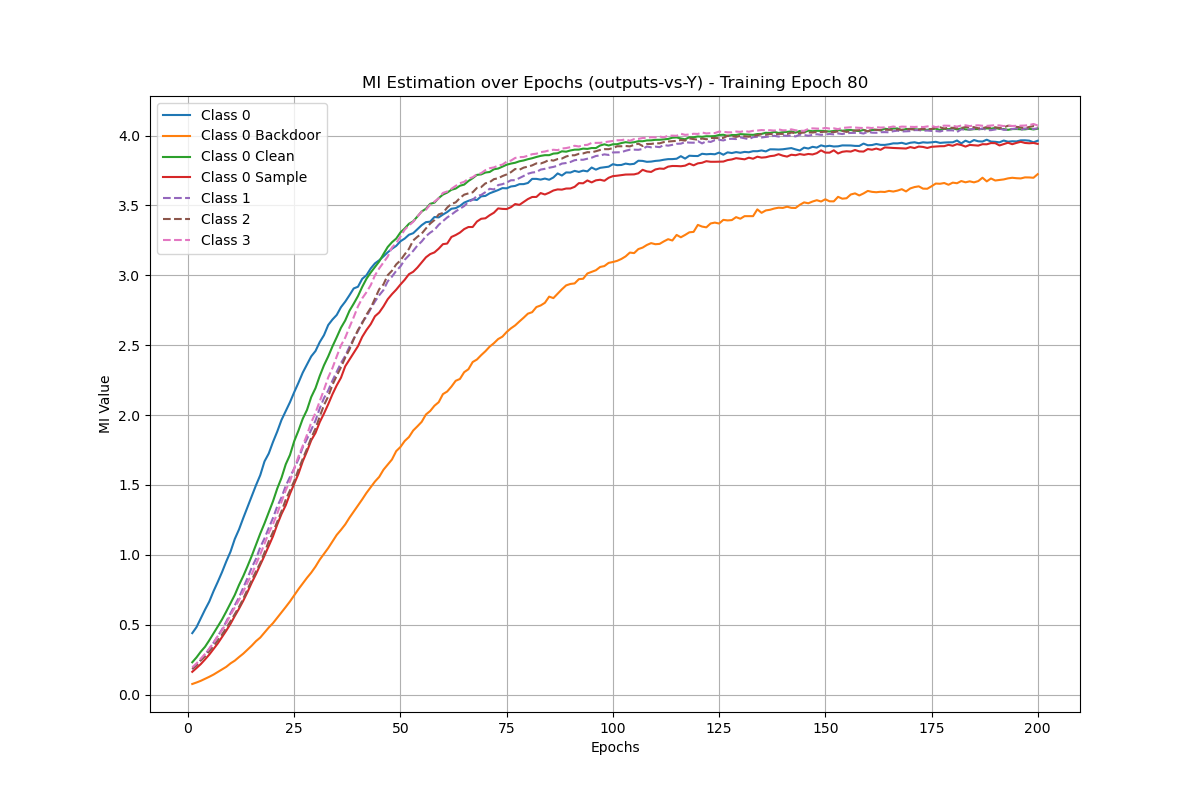 MI Estimation over Epochs (outputs-vs-Y) - Training Epoch 80
Class 0
Class 0 Backdoor
Class 0 Clean
Class 0 Sample
Class 1
Class 2
Class 3
MI Value
4.0
3.5
3.0
2.5
2.0
1.5
1.0
0.5
0.0
0 25 50 75 100 125 150 175 200
Epochs